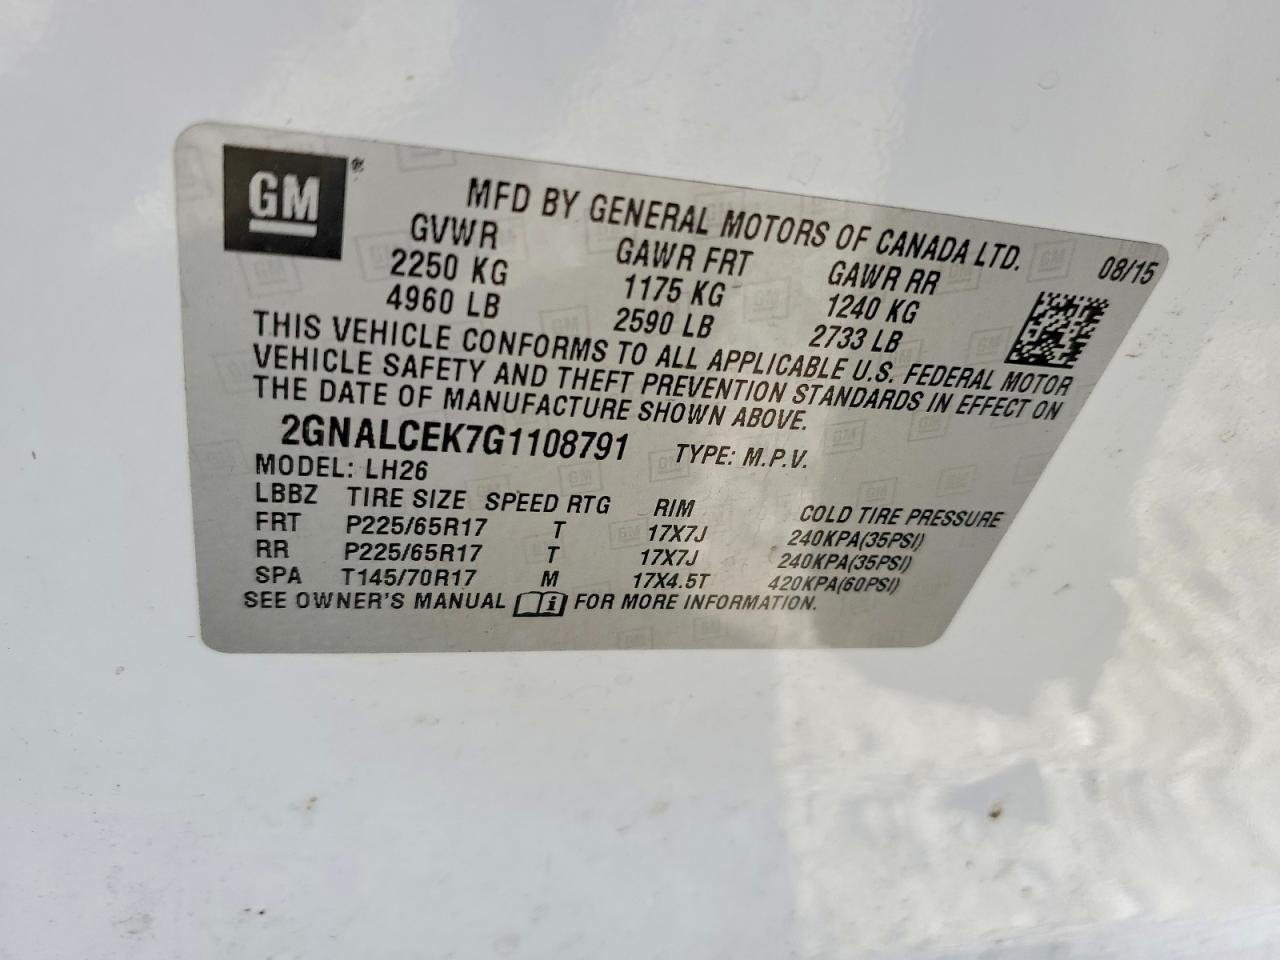 GM®
MFD BY GENERAL MOTORS OF CANADA LTD.
08/15
GVWR GAWR FRT GAWR RR
2250 KG 1175 KG 1240 KG
4960 LB 2590 LB 2733 LB
THIS VEHICLE CONFORMS TO ALL APPLICABLE U.S. FEDERAL MOTOR
VEHICLE SAFETY AND THEFT PREVENTION STANDARDS IN EFFECT ON
THE DATE OF MANUFACTURE SHOWN ABOVE.
2GNALCEK7G1108791 TYPE: M.P.V.
MODEL: LH26
LBBZ TIRE SIZE SPEED RTG RIM COLD TIRE PRESSURE
FRT P225/65R17 T 17X7J 240KPA(35PSI)
RR P225/65R17 T 17X7J 240KPA(35PSI)
SPA T145/70R17 M 17X4.5T 420KPA(60PSI)
SEE OWNER'S MANUAL i FOR MORE INFORMATION.